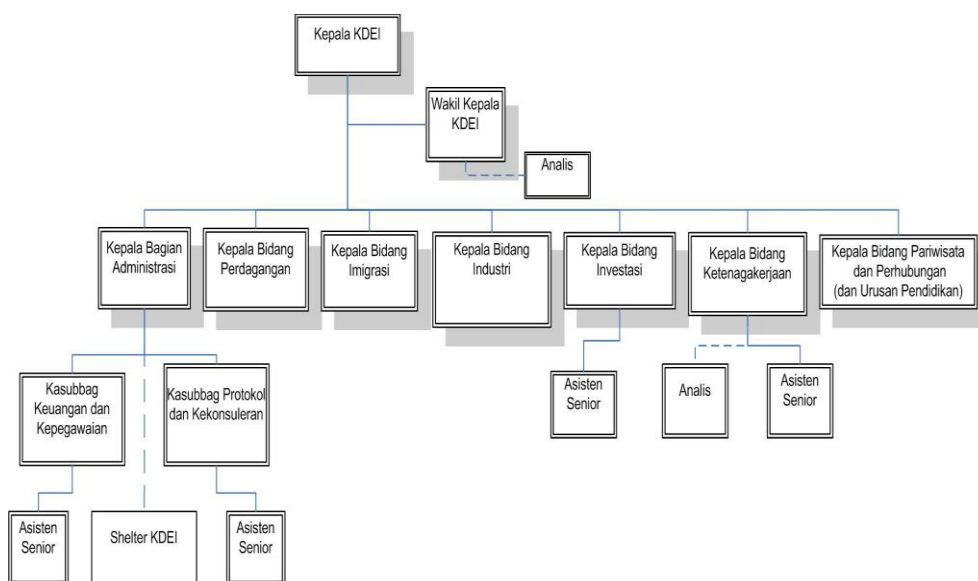 Kepala KDEI
Wakil Kepala
KDEI
Analis
Kepala Bagian
Administrasi
Kepala Bidang
Perdagangan
Kepala Bidang
Imigrasi
Kepala Bidang
Industri
Kepala Bidang
Investasi
Kepala Bidang
Ketenagakerjaan
Kepala Bidang Pariwisata
dan Perhubungan
(dan Urusan Pendidikan)
Kasubbag
Keuangan dan
Kepegawaian
Kasubbag Protokol
dan Kekonsuleran
Asisten
Senior
Analis
Asisten
Senior
Asisten
Senior
Shelter KDEI
Asisten
Senior